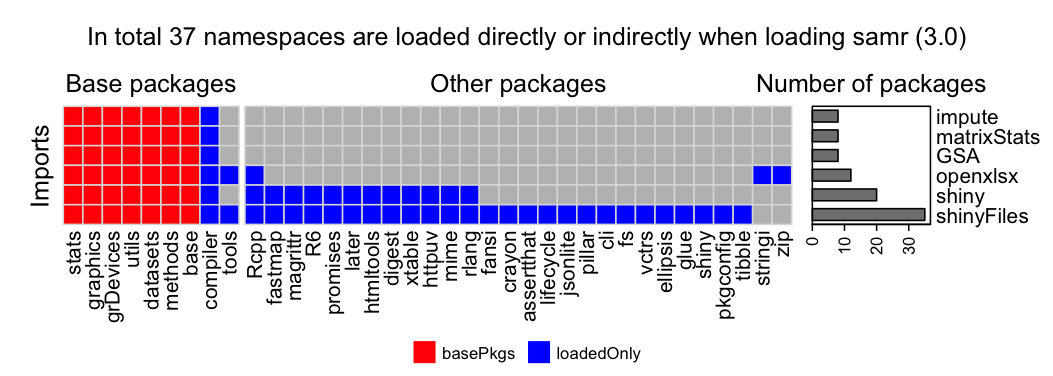 In total 37 namespaces are loaded directly or indirectly when loading samr (3.0)
Base packages
Other packages
Number of packages
Imports
impute
matrixStats
GSA
openxlsx
shiny
shinyFiles
0
10
20
30
stats
graphics
grDevices
utils
datasets
methods
base
compiler
tools
Rcpp
fastmap
magrittr
R6
promises
later
htmltools
digest
xtable
httpuv
mime
rlang
fansi
crayon
assertthat
lifecycle
jsonlite
pillar
cli
fs
vctrs
ellipsis
glue
shiny
pkgconfig
tibble
stringi
zip
basePkgs
loadedOnly